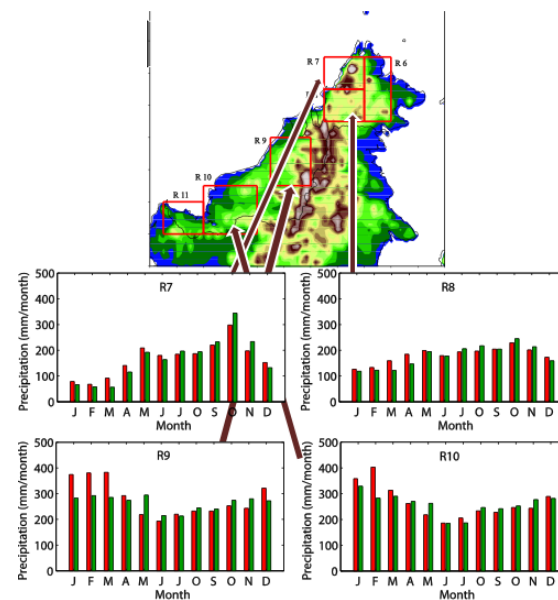 R 7
R 6
R 9
R 10
R 11
R7
Precipitation (mm/month)
500
400
300
200
100
0
J F M A M J J A O S O N D
Month
R8
Precipitation (mm/month)
500
400
300
200
100
0
J F M A M J J A O S O N D
Month
R9
Precipitation (mm/month)
500
400
300
200
100
0
J F M A M J J A S O N D
Month
R10
Precipitation (mm/month)
500
400
300
200
100
0
J F M A M J J A S O N D
Month